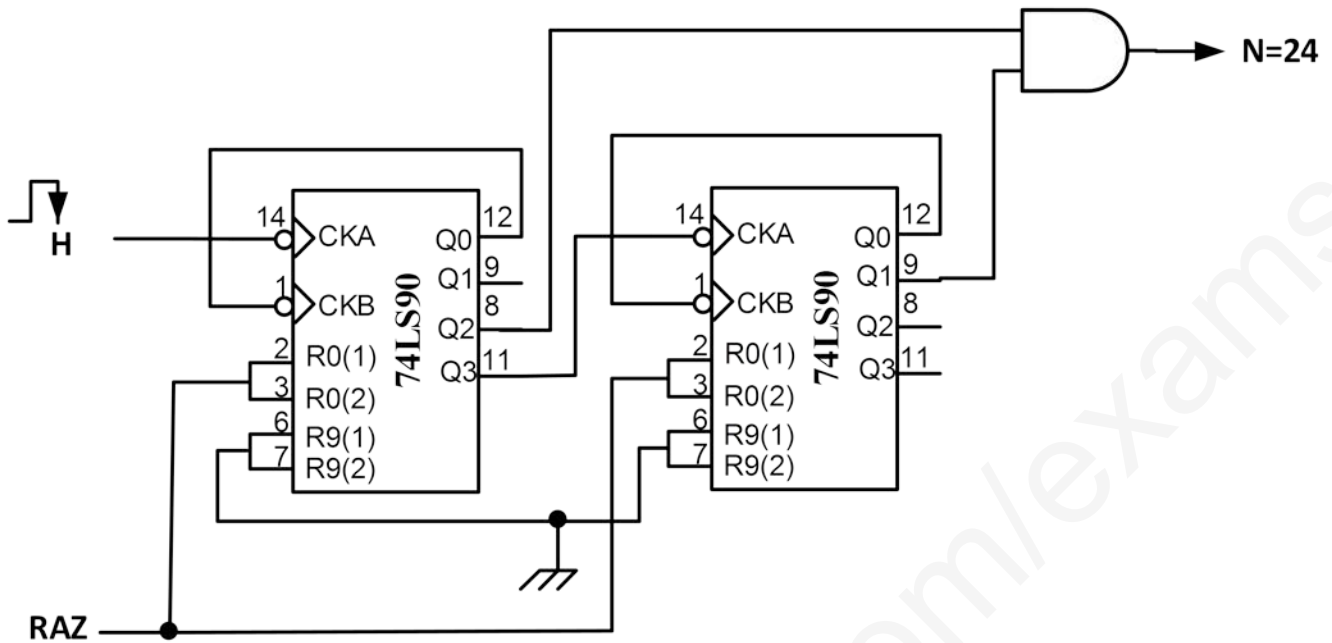 N=24
H
14
CKA
1
CKB
2
R0(1)
3
R0(2)
6
R9(1)
7
R9(2)
74LS90
12
Q0
9
Q1
8
Q2
11
Q3
14
CKA
1
CKB
2
R0(1)
3
R0(2)
6
R9(1)
7
R9(2)
74LS90
12
Q0
9
Q1
8
Q2
11
Q3
RAZ
om/exams